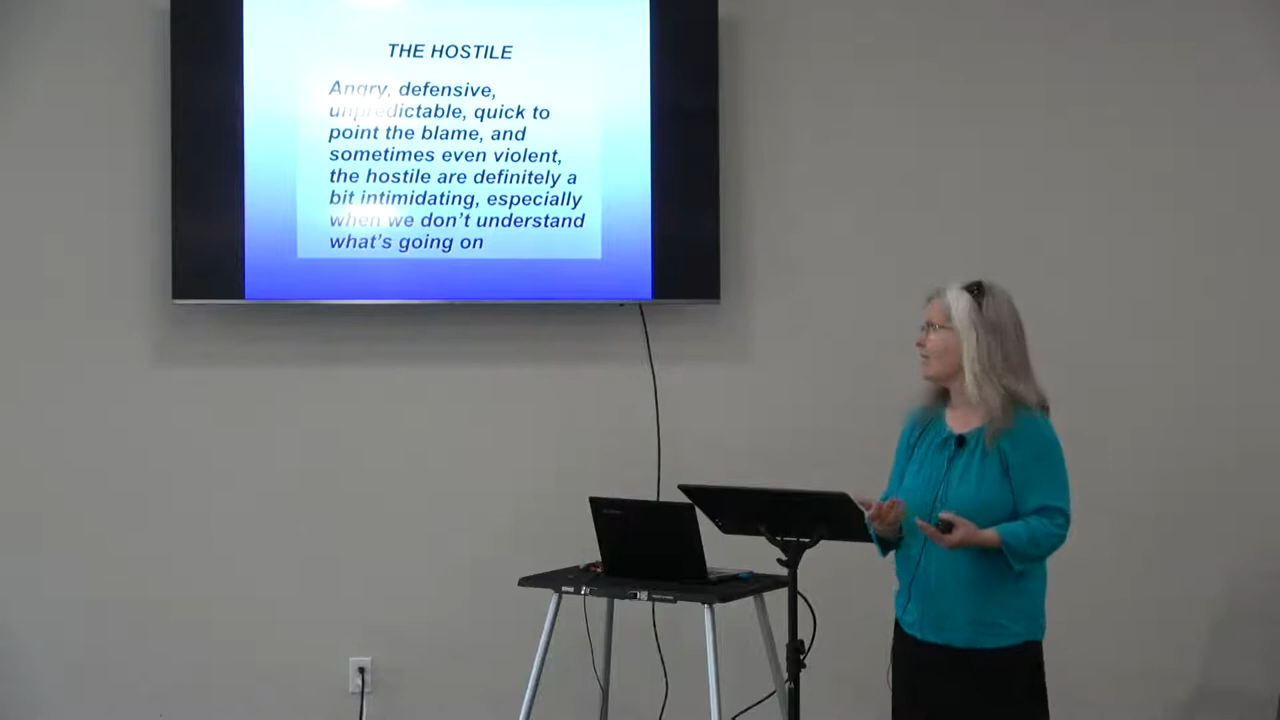 THE HOSTILE
Angry, defensive,
unpredictable, quick to
point the blame, and
sometimes even violent,
the hostile are definitely a
bit intimidating, especially
when we don't understand
what's going on